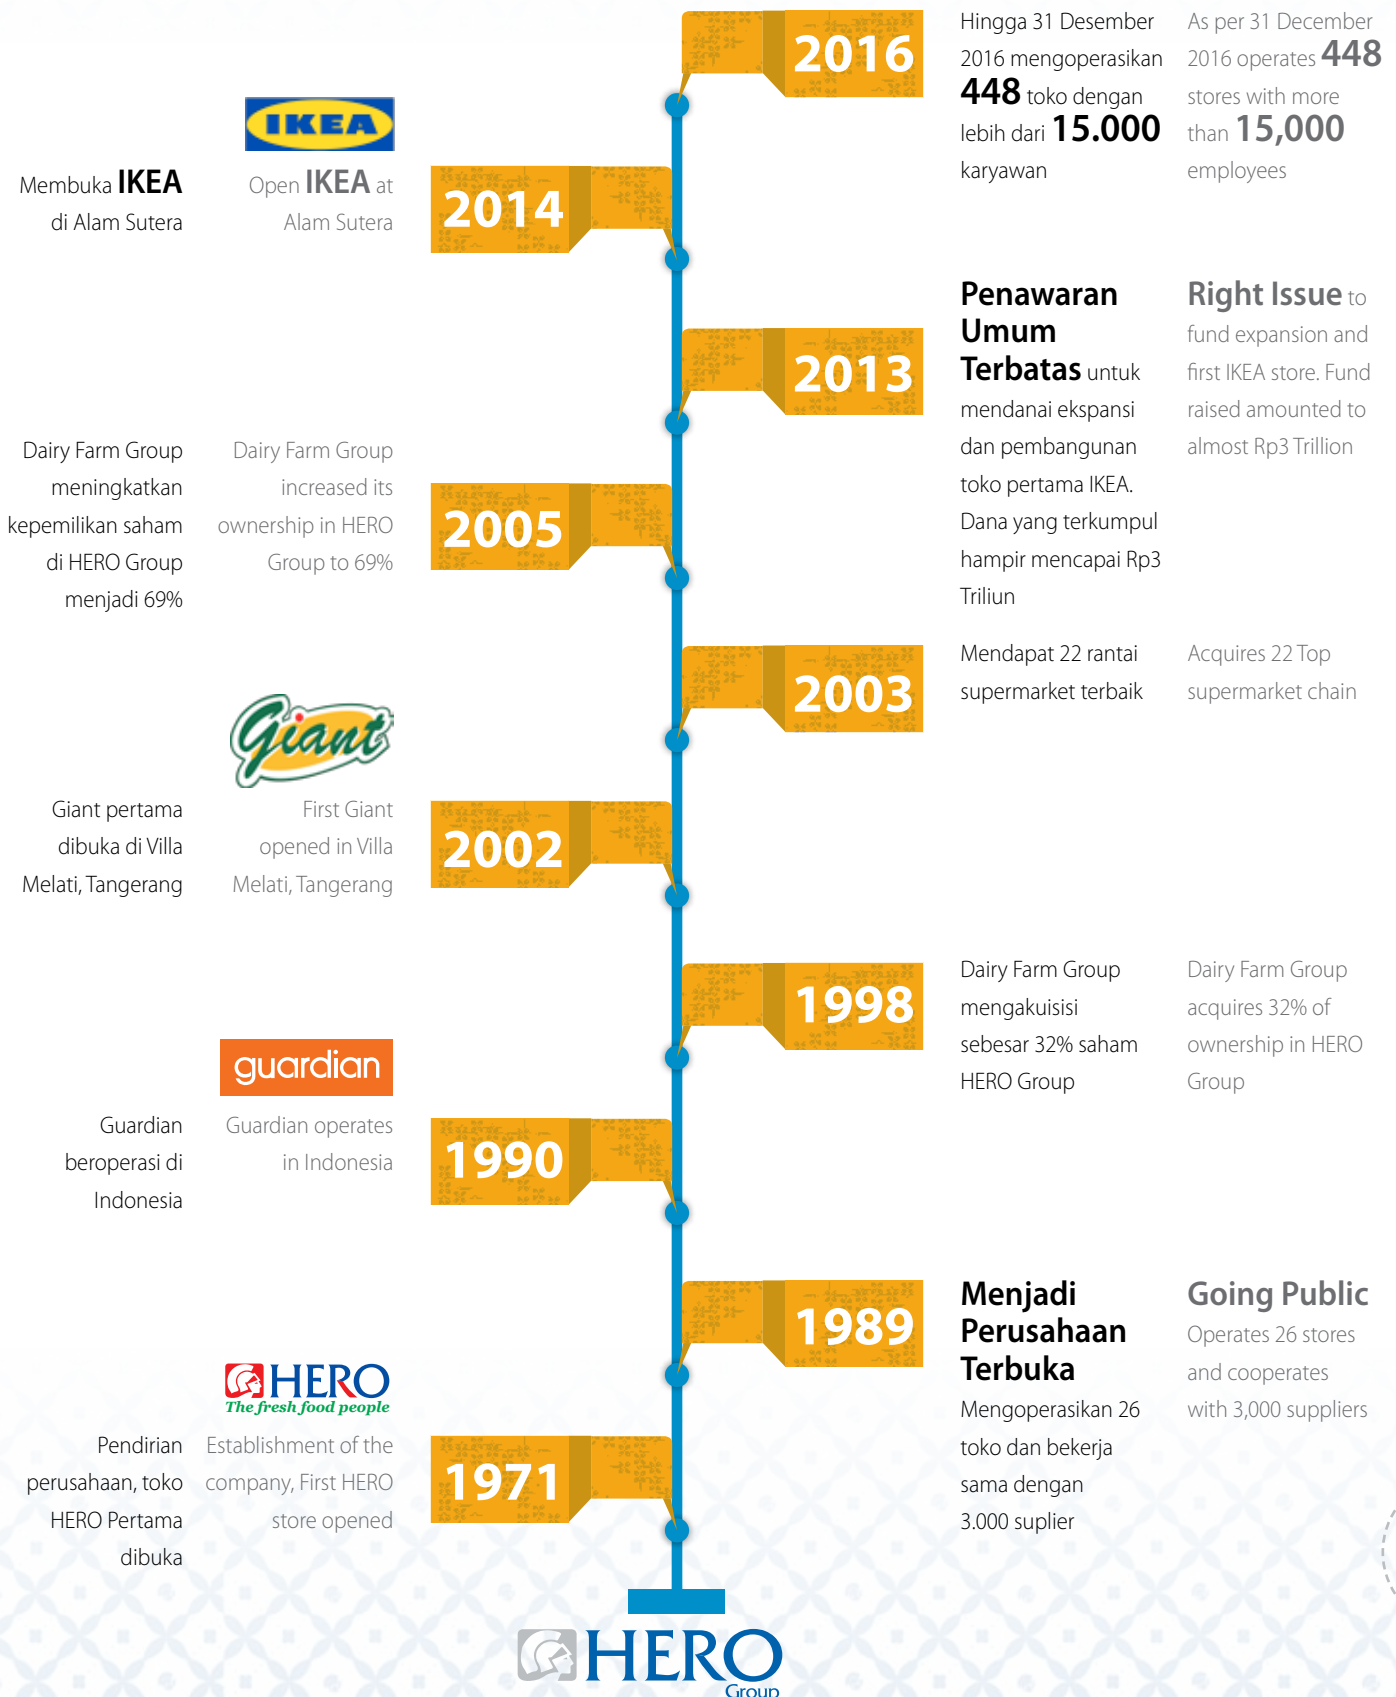 2016
Hingga 31 Desember
2016 mengoperasikan
448 toko dengan
lebih dari 15.000
karyawan
As per 31 December
2016 operates 448
stores with more
than 15,000
employees
IKEA
Membuka IKEA
di Alam Sutera
Open IKEA at
Alam Sutera
2014
2013
Penawaran
Umum
Terbatas untuk
mendanai ekspansi
dan pembangunan
toko pertama IKEA.
Dana yang terkumpul
hampir mencapai Rp3
Triliun
Right Issue to
fund expansion and
first IKEA store. Fund
raised amounted to
almost Rp3 Trillion
Dairy Farm Group
meningkatkan
kepemilikan saham
di HERO Group
menjadi 69%
Dairy Farm Group
increased its
ownership in HERO
Group to 69%
2005
2003
Mendapat 22 rantai
supermarket terbaik
Acquires 22 Top
supermarket chain
Giant
Giant pertama
dibuka di Villa
Melati, Tangerang
First Giant
opened in Villa
Melati, Tangerang
2002
1998
Dairy Farm Group
mengakuisisi
sebesar 32% saham
HERO Group
Dairy Farm Group
acquires 32% of
ownership in HERO
Group
guardian
Guardian
beroperasi di
Indonesia
Guardian operates
in Indonesia
1990
1989
Menjadi
Perusahaan
Terbuka
Mengoperasikan 26
toko dan bekerja
sama dengan
3.000 suplier
Going Public
Operates 26 stores
and cooperates
with 3,000 suppliers
HERO
The fresh food people
Pendirian
perusahaan, toko
HERO Pertama
dibuka
Establishment of the
company, First HERO
store opened
1971
HERO
Group